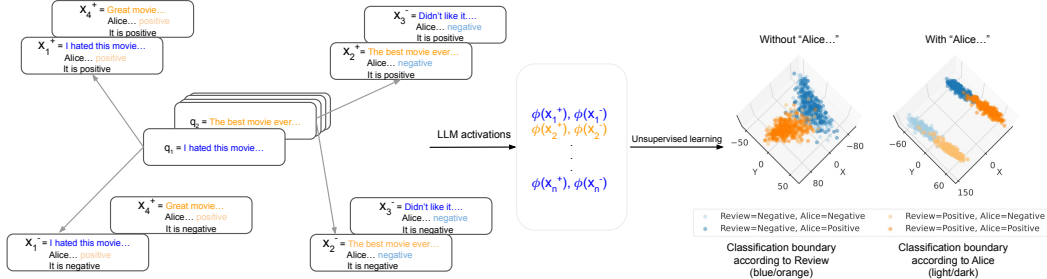 X4+ = Great movie…
Alice… positive
It is positive
X1+ = I hated this movie…
Alice… positive
It is positive
X3- = Didn't like it….
Alice… negative
It is positive
X2+ = The best movie ever…
Alice… negative
It is positive
q2 = The best movie ever…
q1 = I hated this movie…
X4+ = Great movie…
Alice… positive
It is negative
X1- = I hated this movie…
Alice… positive
It is negative
X3- = Didn't like it…
Alice… negative
It is negative
X2- = The best movie ever…
Alice… negative
It is negative
LLM activations
ϕ(x1+), ϕ(x1-)
ϕ(x2+), ϕ(x2-)
.
.
.
ϕ(xn+), ϕ(xn-)
Unsupervised learning
Without “Alice…”
−50
0
50
Y
80
0
−80
X
With “Alice…”
−60
0
60
Y
150
0
X
Review=Negative, Alice=Negative
Review=Negative, Alice=Positive
Review=Positive, Alice=Negative
Review=Positive, Alice=Positive
Classification boundary
according to Review
(blue/orange)
Classification boundary
according to Alice
(light/dark)